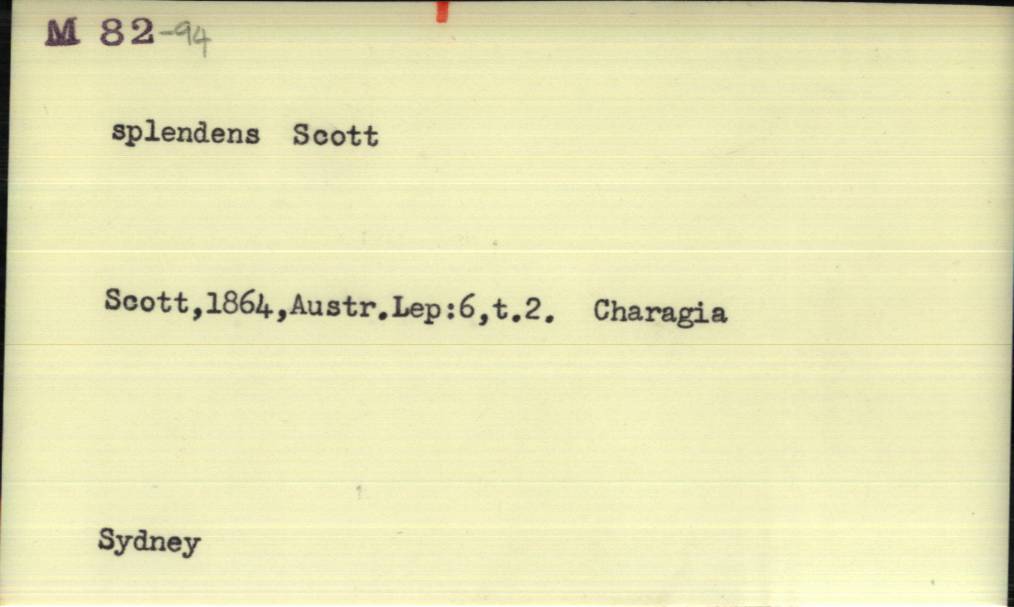 M 82-94
splendens Scott
Scott,1864,Austr.Lep:6,t.2. Charagia
Sydney